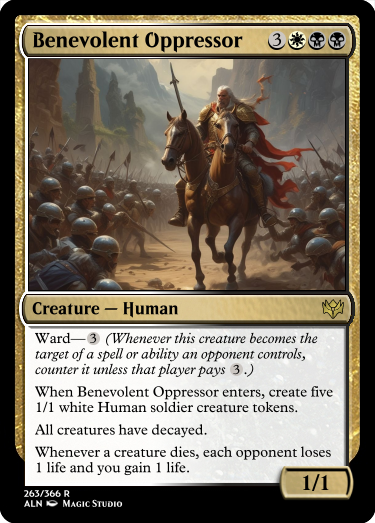 Benevolent Oppressor 3
Creature — Human
Ward—3 (Whenever this creature becomes the
target of a spell or ability an opponent controls,
counter it unless that player pays 3.)
When Benevolent Oppressor enters, create five
1/1 white Human soldier creature tokens.
All creatures have decayed.
Whenever a creature dies, each opponent loses
1 life and you gain 1 life.
1/1
263/366 R
ALN Magic Studio